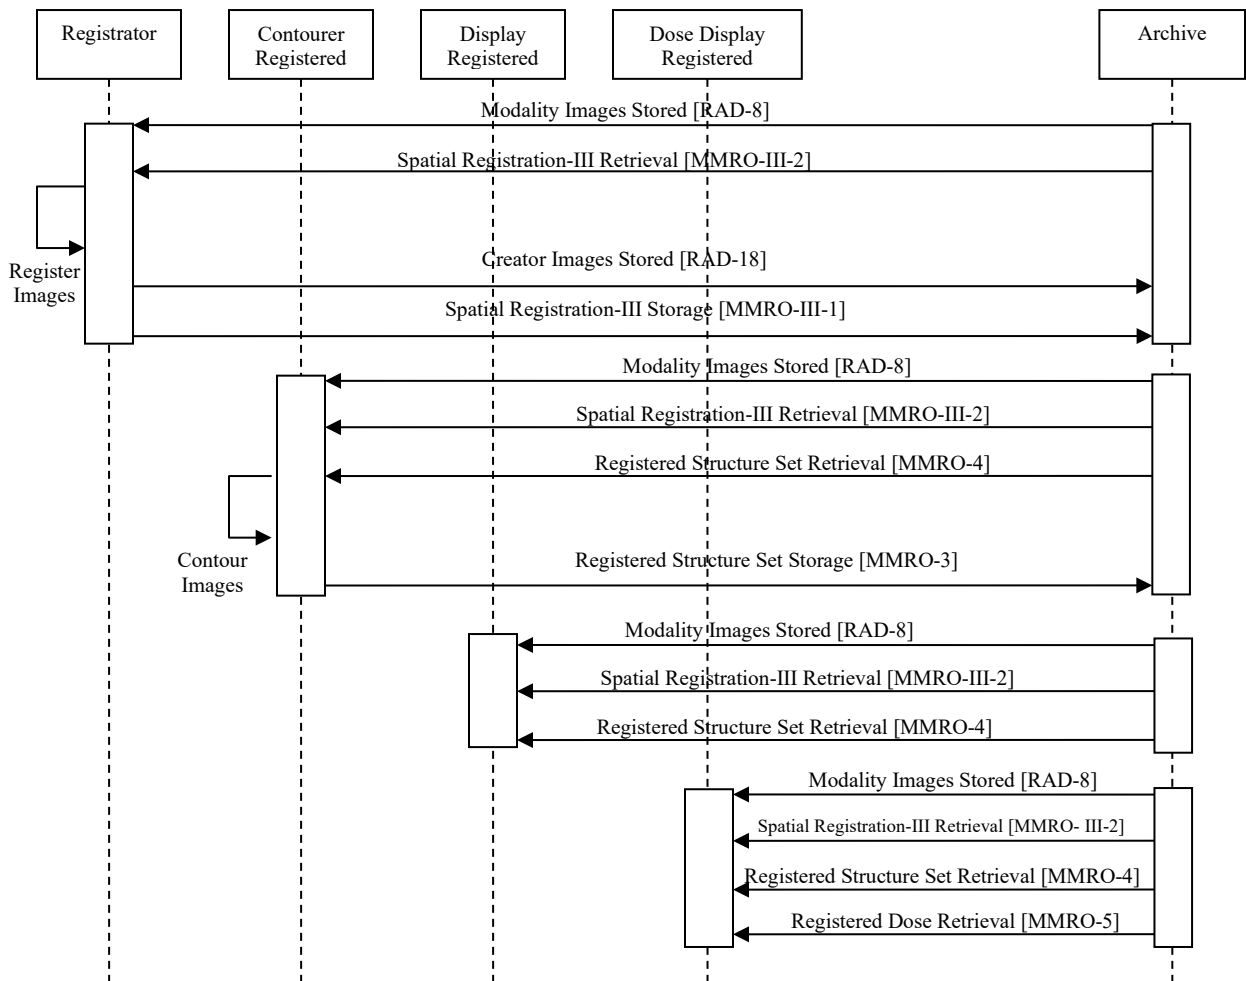 Registrator
Contourer
Registered
Display
Registered
Dose Display
Registered
Archive
Modality Images Stored [RAD-8]
Spatial Registration-III Retrieval [MMRO-III-2]
Register
Images
Creator Images Stored [RAD-18]
Spatial Registration-III Storage [MMRO-III-1]
Modality Images Stored [RAD-8]
Spatial Registration-III Retrieval [MMRO-III-2]
Registered Structure Set Retrieval [MMRO-4]
Contour
Images
Registered Structure Set Storage [MMRO-3]
Modality Images Stored [RAD-8]
Spatial Registration-III Retrieval [MMRO-III-2]
Registered Structure Set Retrieval [MMRO-4]
Modality Images Stored [RAD-8]
Spatial Registration-III Retrieval [MMRO- III-2]
Registered Structure Set Retrieval [MMRO-4]
Registered Dose Retrieval [MMRO-5]